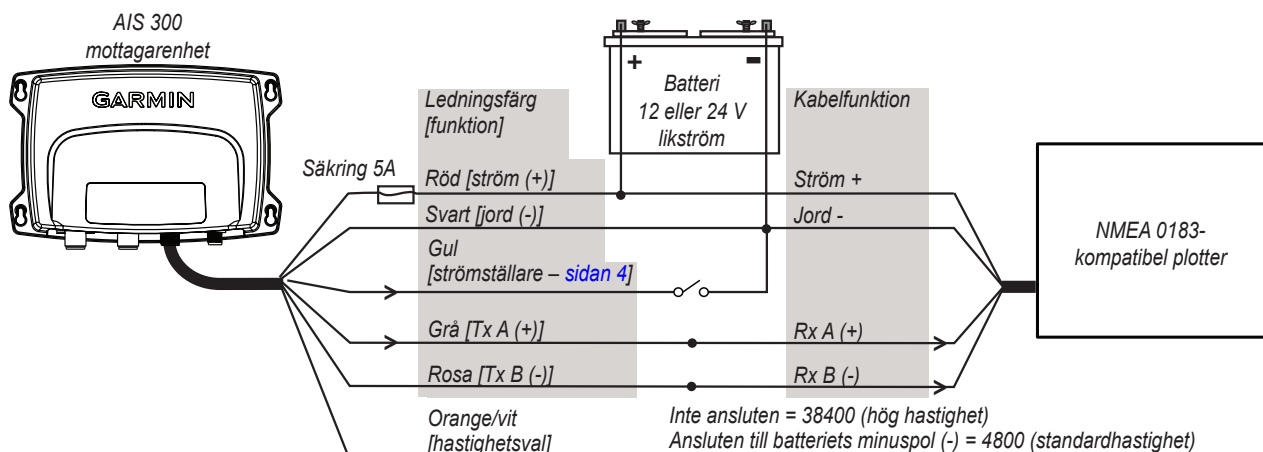 AIS 300
mottagarenhet
GARMIN
+
-
Batteri
12 eller 24 V
likström
Ledningsfärg
[funktion]
Kabelfunktion
Säkring 5A
Röd [ström (+)]
Ström +
Svart [jord (-)]
Jord -
Gul
[strömställare – sidan 4]
Grå [Tx A (+)]
Rx A (+)
Rosa [Tx B (-)]
Rx B (-)
NMEA 0183-
kompatibel plotter
Orange/vit
[hastighetsval]
Inte ansluten = 38400 (hög hastighet)
Ansluten till batteriets minuspol (-) = 4800 (standardhastighet)